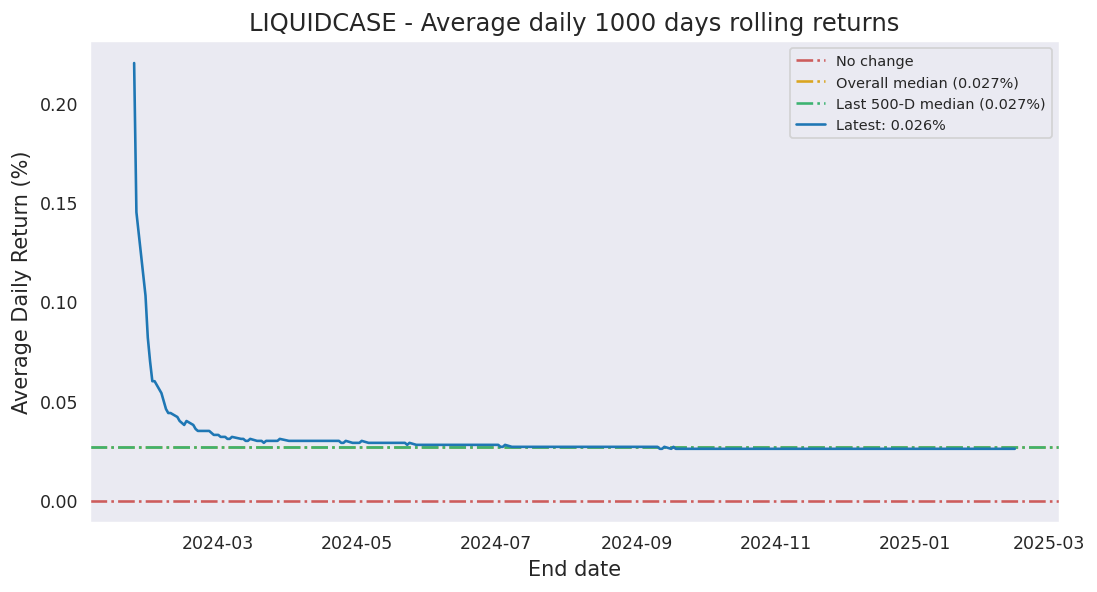 LIQUIDCASE - Average daily 1000 days rolling returns
No change
Overall median (0.027%)
Last 500-D median (0.027%)
Latest: 0.026%
Average Daily Return (%)
0.20
0.15
0.10
0.05
0.00
2024-03 2024-05 2024-07 2024-09 2024-11 2025-01 2025-03
End date